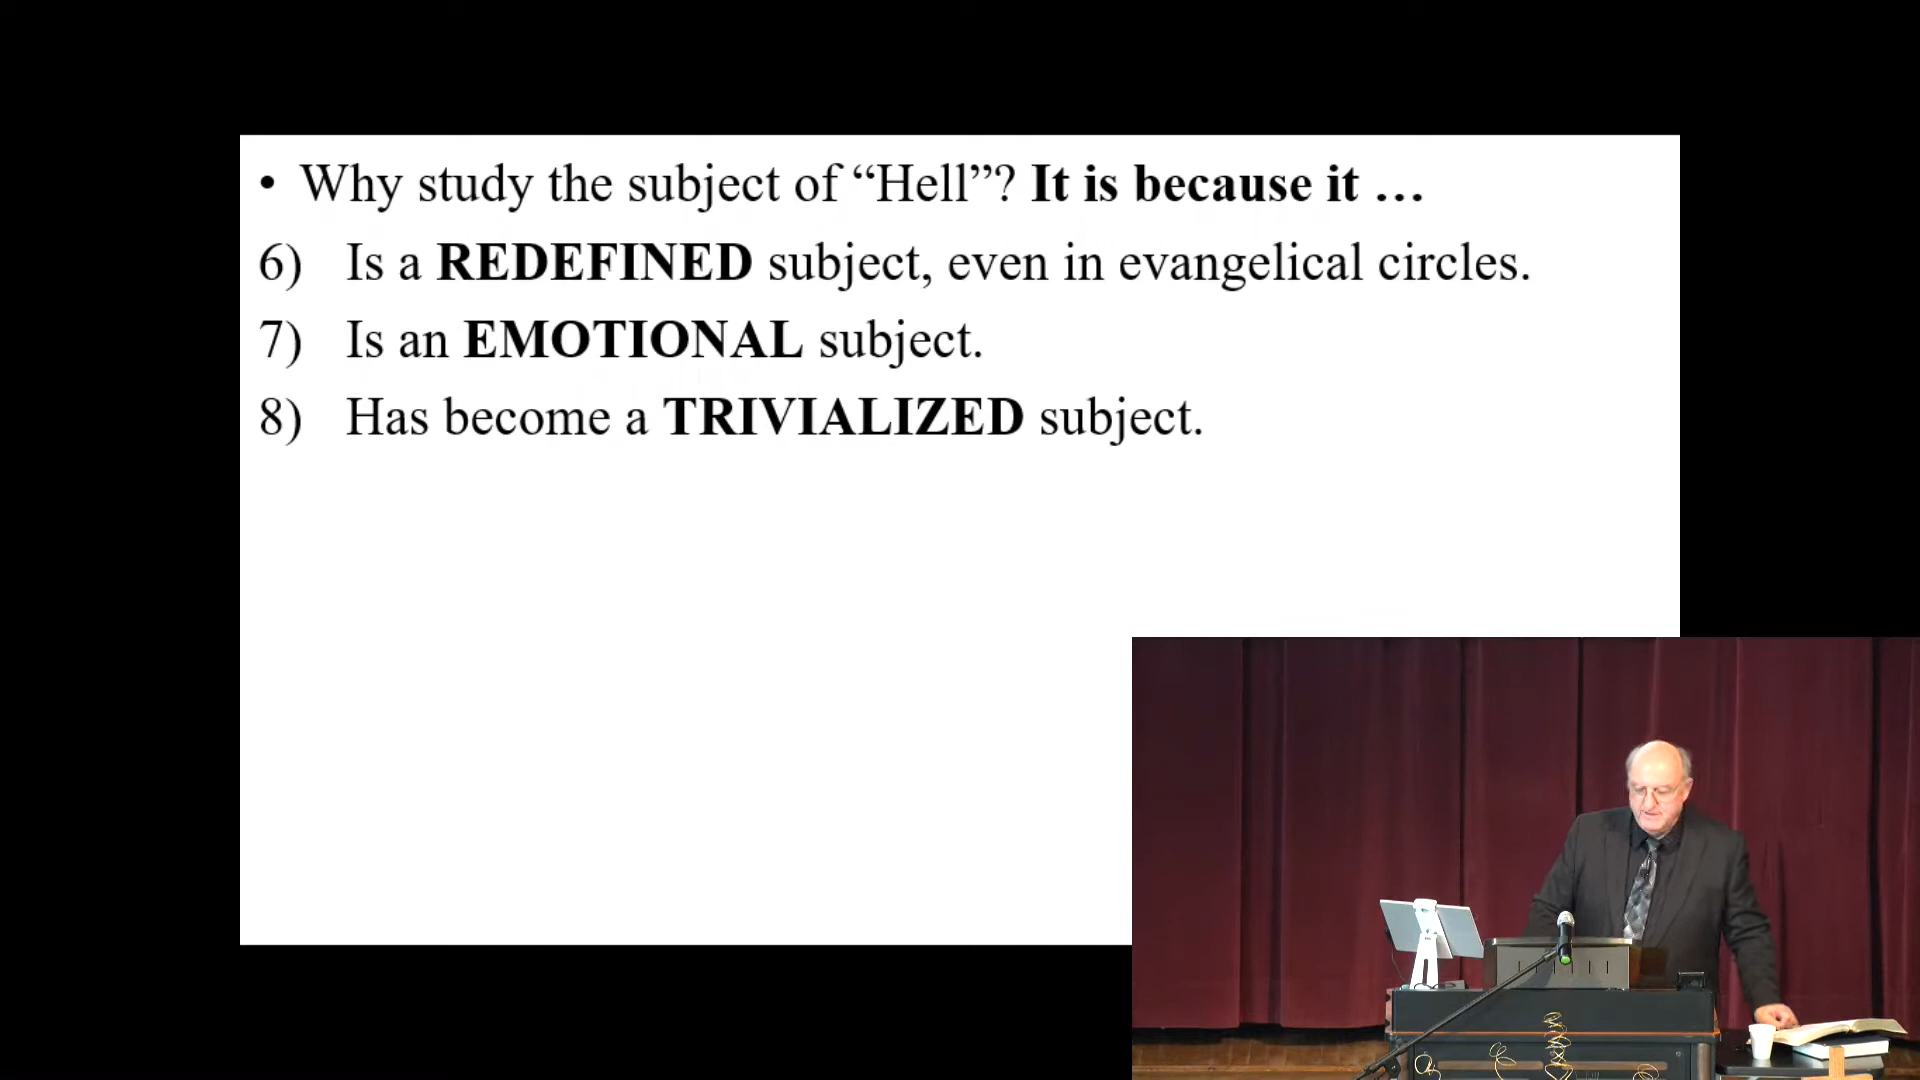 • Why study the subject of “Hell”? It is because it …
6) Is a REDEFINED subject, even in evangelical circles.
7) Is an EMOTIONAL subject.
8) Has become a TRIVIALIZED subject.